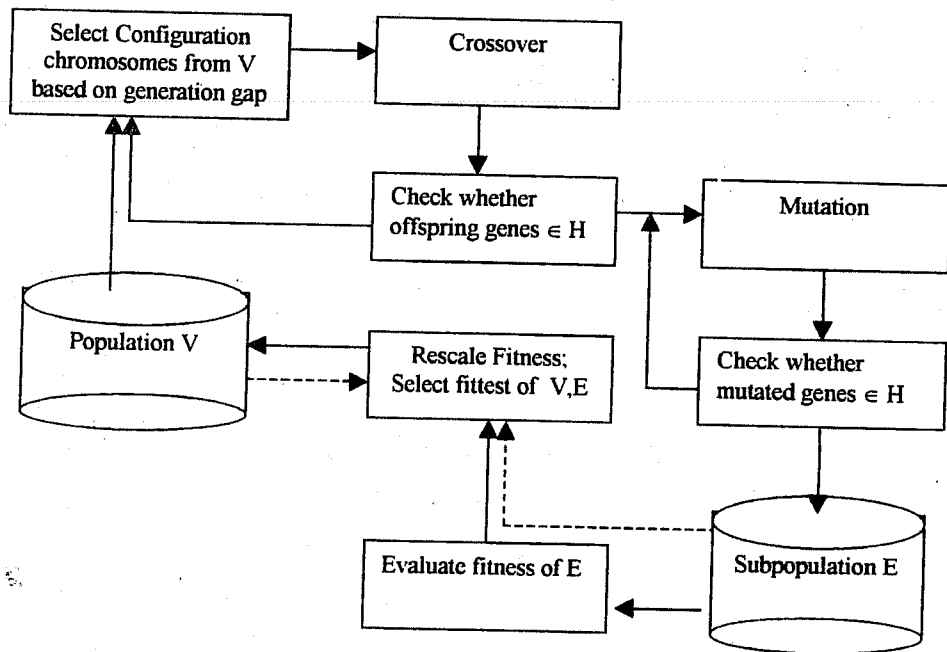 Select Configuration
chromosomes from V
based on generation gap
Crossover
Check whether
offspring genes ∈ H
Mutation
Population V
Rescale Fitness;
Select fittest of V,E
Check whether
mutated genes ∈ H
Evaluate fitness of E
Subpopulation E